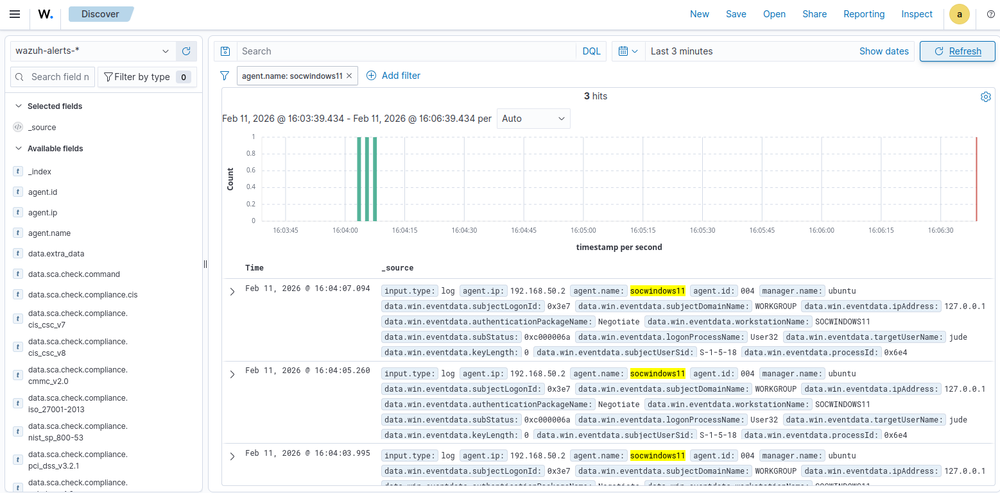 W. Discover New Save Open Share Reporting Inspect a
wazuh-alerts-*
Search DQL Last 3 minutes Show dates Refresh
Search field n Filter by type 0
agent.name: socwindows11 × Add filter
Selected fields
_source
Available fields
t _index
t agent.id
t agent.ip
t agent.name
t data.extra_data
t data.sca.check.command
t data.sca.check.compliance.cis
t data.sca.check.compliance.
cis_csc_v7
t data.sca.check.compliance.
cis_csc_v8
t data.sca.check.compliance.
cmmc_v2.0
t data.sca.check.compliance.
iso_27001-2013
t data.sca.check.compliance.
nist_sp_800-53
t data.sca.check.compliance.
pci_dss_v3.2.1
t data.sca.check.compliance.
3 hits
Feb 11, 2026 @ 16:03:39.434 - Feb 11, 2026 @ 16:06:39.434 per Auto
Count
1
0.8
0.6
0.4
0.2
0
16:03:45 16:04:00 16:04:15 16:04:30 16:04:45 16:05:00 16:05:15 16:05:30 16:05:45 16:06:00 16:06:15 16:06:30
timestamp per second
Time _source
Feb 11, 2026 @ 16:04:07.094 input.type: log agent.ip: 192.168.50.2 agent.name: socwindows11 agent.id: 004 manager.name: ubuntu
data.win.eventdata.subjectLogonId: 0x3e7 data.win.eventdata.subjectDomainName: WORKGROUP data.win.eventdata.ipAddress: 127.0.0.1
data.win.eventdata.authenticationPackageName: Negotiate data.win.eventdata.workstationName: SOCWINDOWS11
data.win.eventdata.subStatus: 0xc000006a data.win.eventdata.logonProcessName: User32 data.win.eventdata.targetUserName: jude
data.win.eventdata.keyLength: 0 data.win.eventdata.subjectUserSid: S-1-5-18 data.win.eventdata.processId: 0x6e4
Feb 11, 2026 @ 16:04:05.260 input.type: log agent.ip: 192.168.50.2 agent.name: socwindows11 agent.id: 004 manager.name: ubuntu
data.win.eventdata.subjectLogonId: 0x3e7 data.win.eventdata.subjectDomainName: WORKGROUP data.win.eventdata.ipAddress: 127.0.0.1
data.win.eventdata.authenticationPackageName: Negotiate data.win.eventdata.workstationName: SOCWINDOWS11
data.win.eventdata.subStatus: 0xc000006a data.win.eventdata.logonProcessName: User32 data.win.eventdata.targetUserName: jude
data.win.eventdata.keyLength: 0 data.win.eventdata.subjectUserSid: S-1-5-18 data.win.eventdata.processId: 0x6e4
Feb 11, 2026 @ 16:04:03.995 input.type: log agent.ip: 192.168.50.2 agent.name: socwindows11 agent.id: 004 manager.name: ubuntu
data.win.eventdata.subjectLogonId: 0x3e7 data.win.eventdata.subjectDomainName: WORKGROUP data.win.eventdata.ipAddress: 127.0.0.1
data.win.eventdata.authenticationPackageName: Negotiate data.win.eventdata.workstationName: SOCWINDOWS11